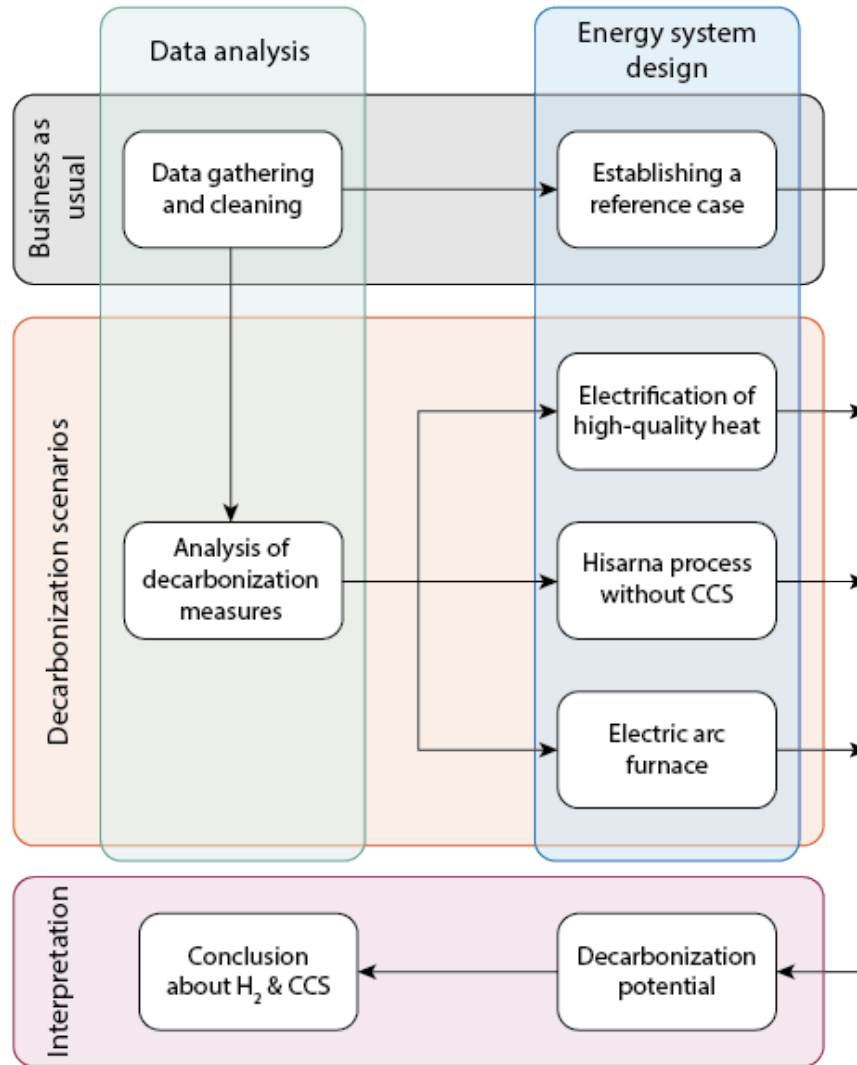 Data analysis
Energy system
design
Business as
usual
Data gathering
and cleaning
Establishing a
reference case
Decarbonization scenarios
Electrification of
high-quality heat
Analysis of
decarbonization
measures
Hisarna process
without CCS
Electric arc
furnace
Interpretation
Conclusion
about H₂ & CCS
Decarbonization
potential